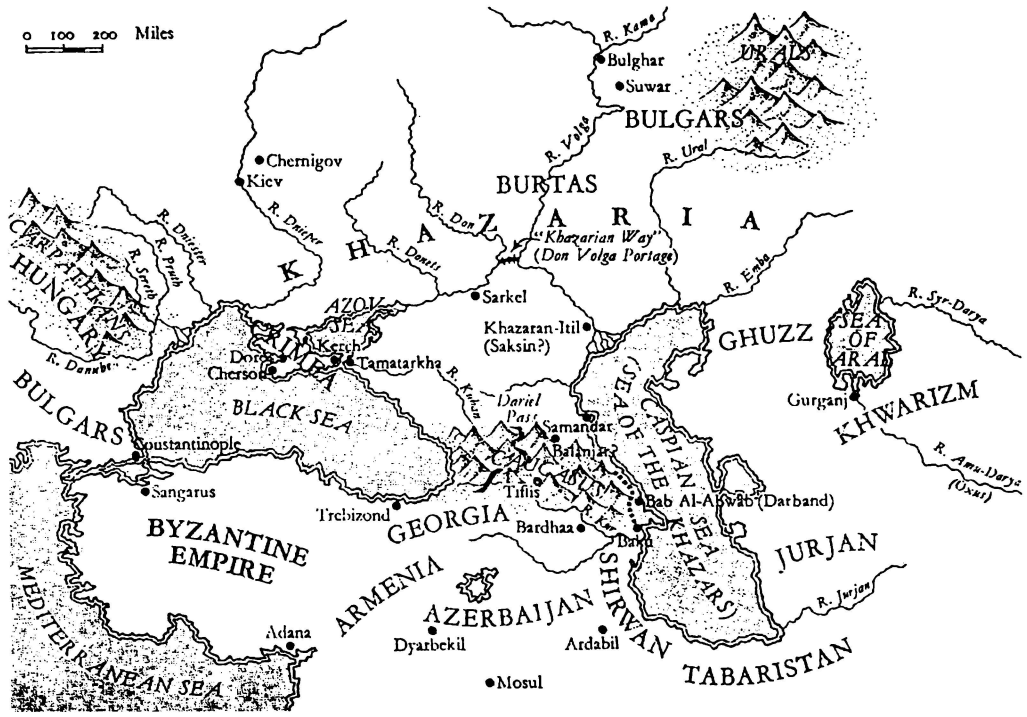 0 100 200 Miles
R. Kama
Bulghar
Suwar
URALS
BULGARS
R. Volga
R. Ural
Chernigov
Kiev
BURTAS
KHAZARIA
R. Dnieper
R. Don
R. Donets
"Khazarian Way"
(Don Volga Portage)
R. Emba
R. Dniester
R. Pruth
R. Sereth
CARPATHIANS
HUNGARY
R. Danube
BULGARS
AZOV
SEA
Sarkel
Khazaran-Itil
(Saksin?)
GHUZZ
SEA
OF
ARAL
R. Syr-Darya
CRIMEA
Kerch
Doros
Cherson
Tamatarkha
BLACK SEA
R. Kuban
Dariel
Pass
Samandar
Balanjar
CAUCASUS
Tiflis
CASPIAN SEA
(SEA OF THE KHAZARS)
Gurganj
KHWARIZM
R. Amu-Darya
(Oxus)
Constantinople
Sangarus
Trebizond
GEORGIA
Bardhaa
R. Kur
Bab Al-Abwab (Darband)
Baku
BYZANTINE
EMPIRE
ARMENIA
AZERBAIJAN
SHIRWAN
JURJAN
R. Jurjan
MEDITERRANEAN SEA
Adana
Dyarbekil
Ardabil
TABARISTAN
Mosul